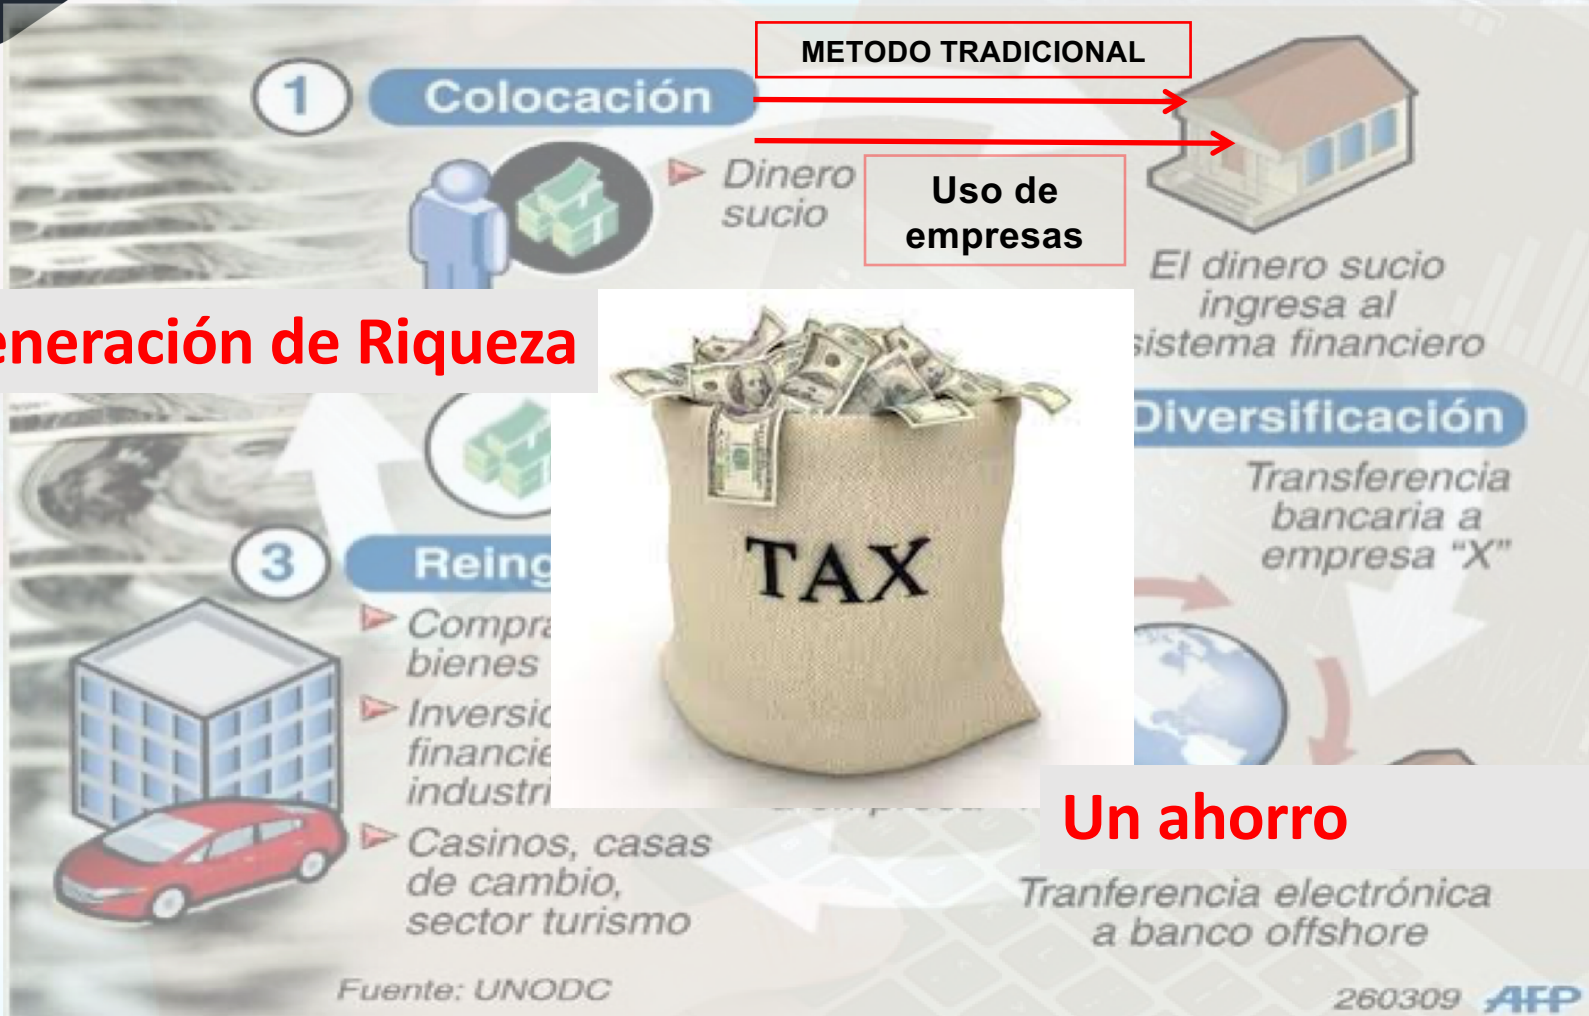 METODO TRADICIONAL
1
Colocación
Dinero
sucio
Uso de
empresas
El dinero sucio
ingresa al
sistema financiero
eneración de Riqueza
Diversificación
Transferencia
bancaria a
empresa “X”
3
Reing
Compra
bienes
Inversio
financie
industri
Casinos, casas
de cambio,
sector turismo
TAX
Un ahorro
Tranferencia electrónica
a banco offshore
Fuente: UNODC
260309 AFP